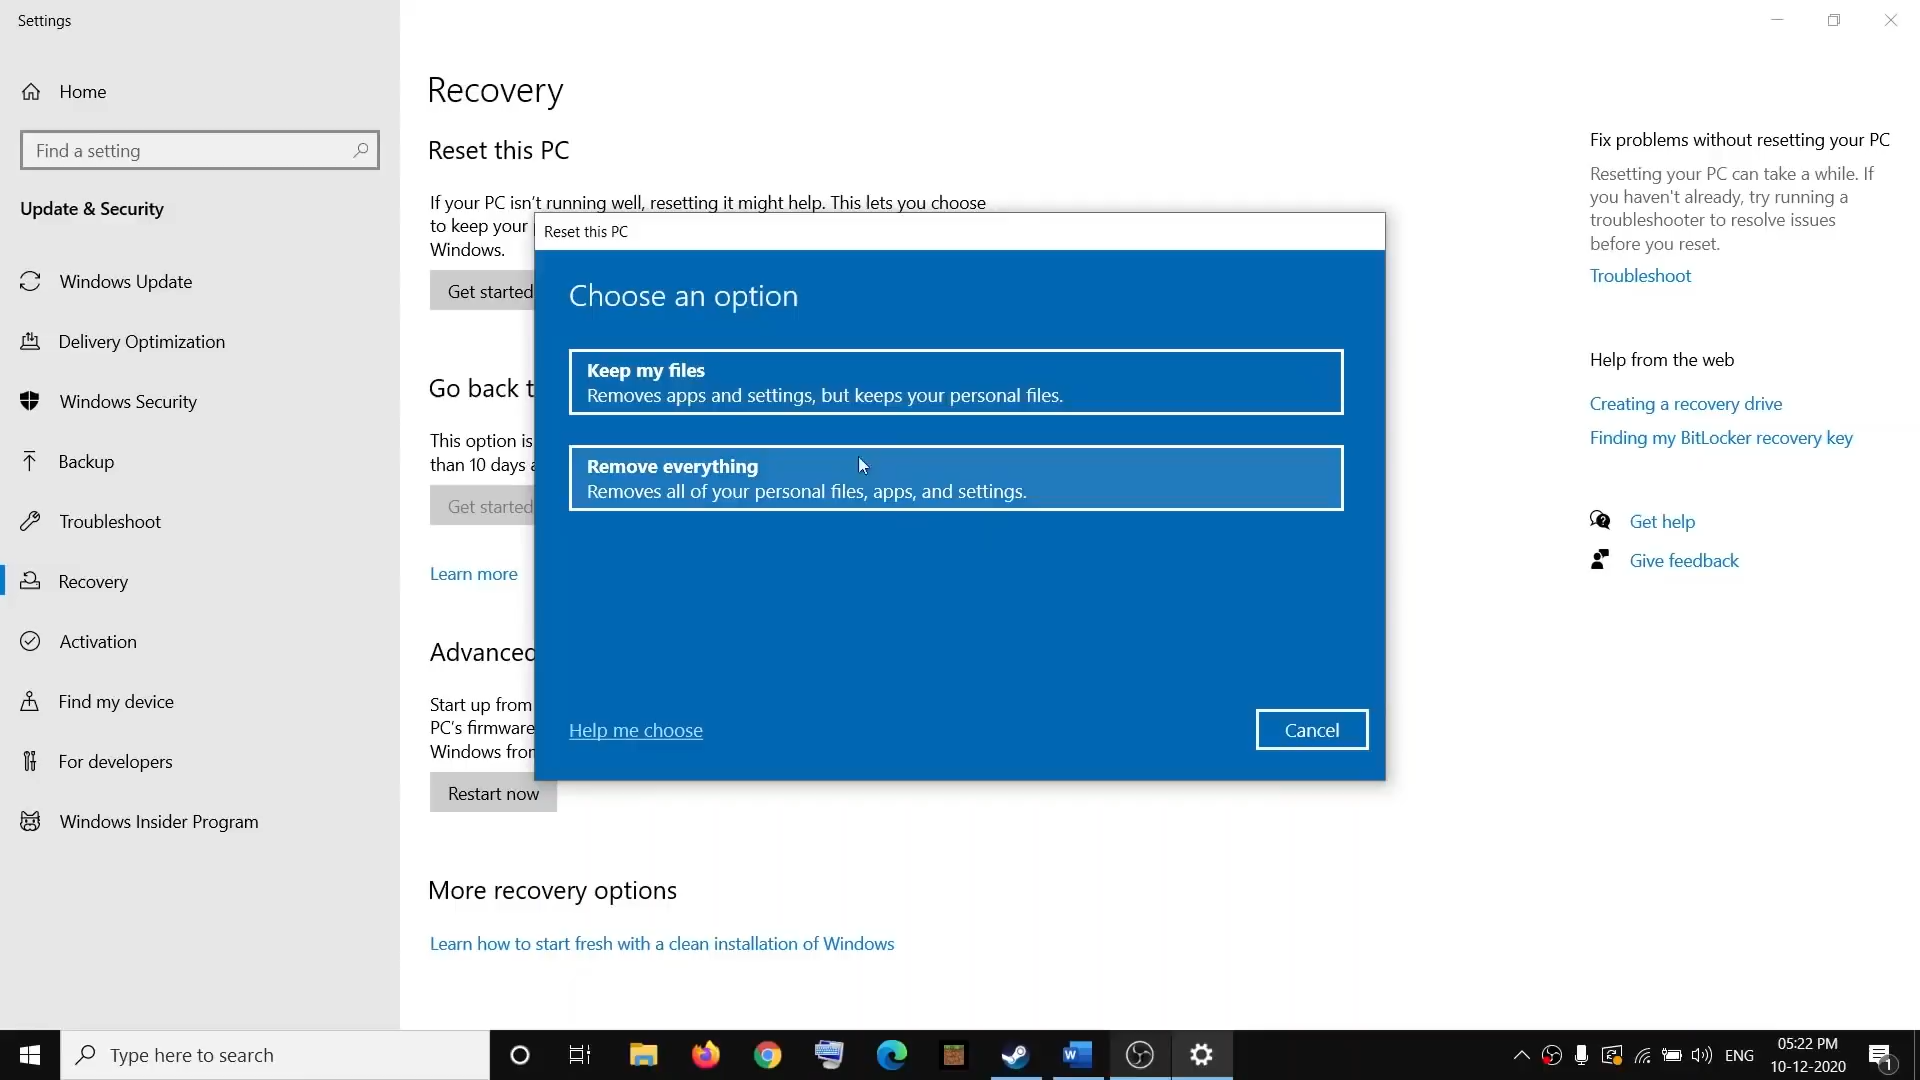 Settings
Home
Find a setting
Update & Security
Windows Update
Delivery Optimization
Windows Security
Backup
Troubleshoot
Recovery
Activation
Find my device
For developers
Windows Insider Program
Recovery
Reset this PC
If your PC isn't running well, resetting it might help. This lets you choose
to keep your
Windows.
Get started
Go back t
This option is
than 10 days a
Get started
Learn more
Advanced
Start up from
PC's firmware
Windows from
Restart now
More recovery options
Learn how to start fresh with a clean installation of Windows
Reset this PC
Choose an option
Keep my files
Removes apps and settings, but keeps your personal files.
Remove everything
Removes all of your personal files, apps, and settings.
Help me choose
Cancel
Fix problems without resetting your PC
Resetting your PC can take a while. If
you haven't already, try running a
troubleshooter to resolve issues
before you reset.
Troubleshoot
Help from the web
Creating a recovery drive
Finding my BitLocker recovery key
Get help
Give feedback
Type here to search
ENG
05:22 PM
10-12-2020
1